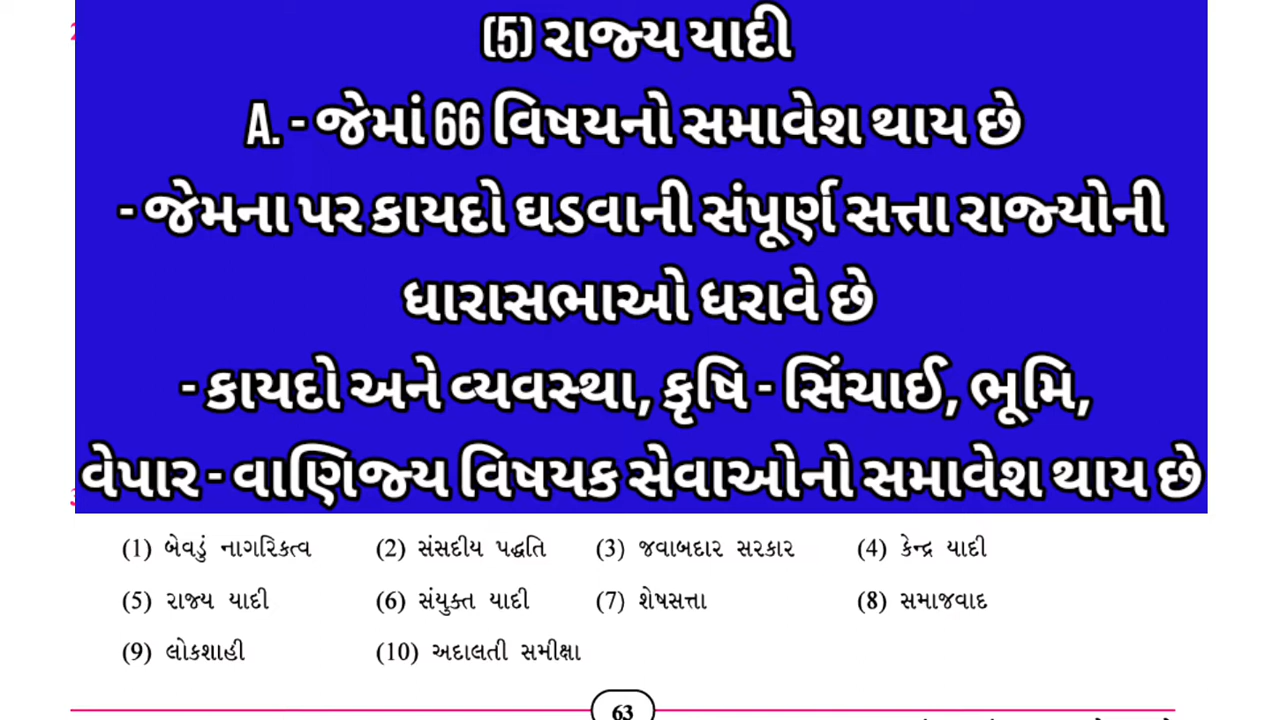 (5) રાજ્ય યાદી
A. - જેમાં 66 વિષયનો સમાવેશ થાય છે
- જેમના પર કાયદો ઘડવાની સંપૂર્ણ સત્તા રાજ્યોની
ધારાસભાઓ ધરાવે છે
- કાયદો અને વ્યવસ્થા, કૃષિ - સિંચાઈ, ભૂમિ,
વેપાર - વાણિજ્ય વિષયક સેવાઓનો સમાવેશ થાય છે
(1) બેવડું નાગરિકત્વ (2) સંસદીય પદ્ધતિ (3) જવાબદાર સરકાર (4) કેન્દ્ર યાદી
(5) રાજ્ય યાદી (6) સંયુક્ત યાદી (7) શેષસત્તા (8) સમાજવાદ
(9) લોકશાહી (10) અદાલતી સમીક્ષા
63